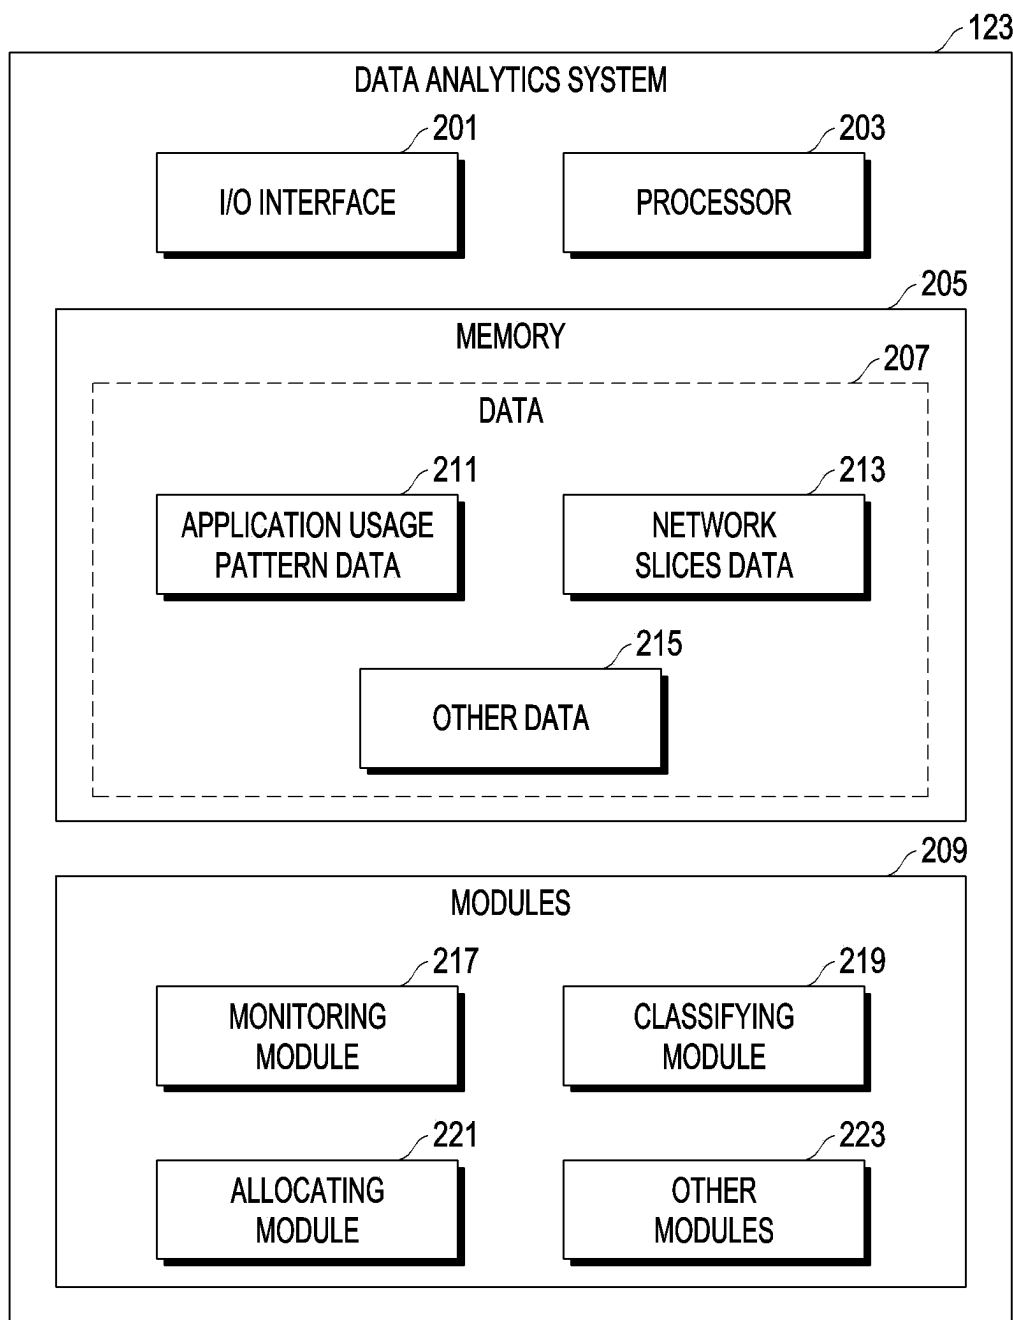 123
DATA ANALYTICS SYSTEM
201
203
I/O INTERFACE
PROCESSOR
205
MEMORY
207
DATA
211
213
APPLICATION USAGE
PATTERN DATA
NETWORK
SLICES DATA
215
OTHER DATA
209
MODULES
217
219
MONITORING
MODULE
CLASSIFYING
MODULE
221
223
ALLOCATING
MODULE
OTHER
MODULES